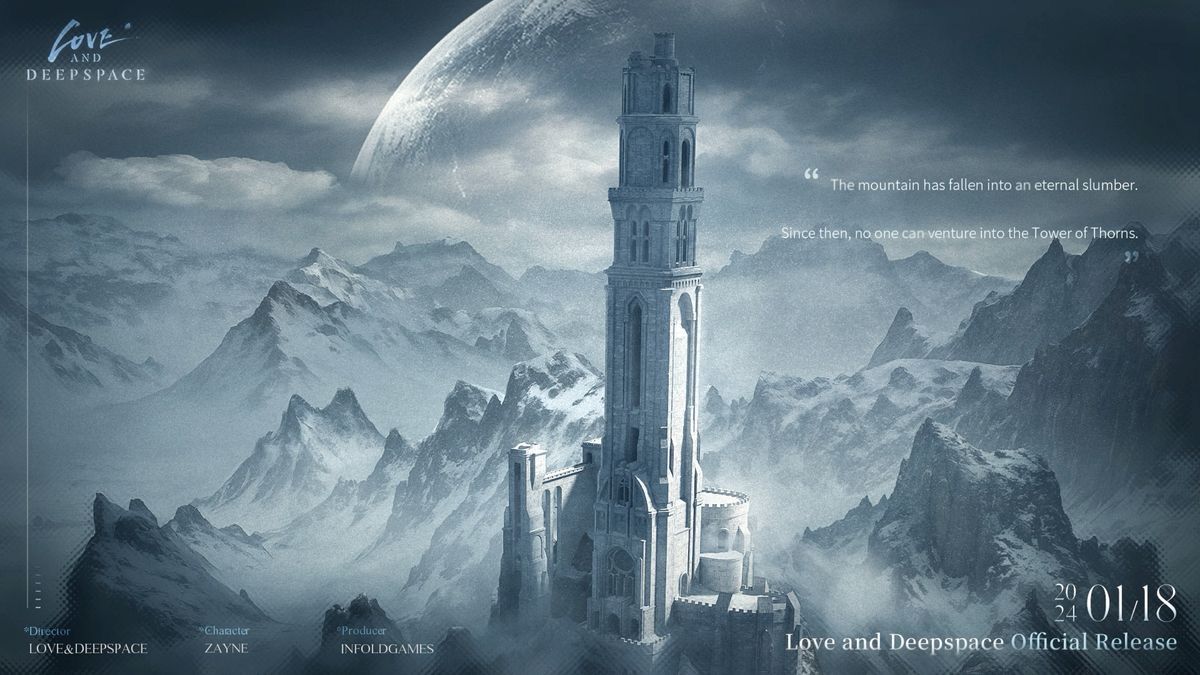 Love
AND
DEEPSPACE
“ The mountain has fallen into an eternal slumber.
Since then, no one can venture into the Tower of Thorns. ”
20
24 01/18
Love and Deepspace Official Release
*Director
LOVE&DEEPSPACE
*Character
ZAYNE
*Producer
INFOLDGAMES